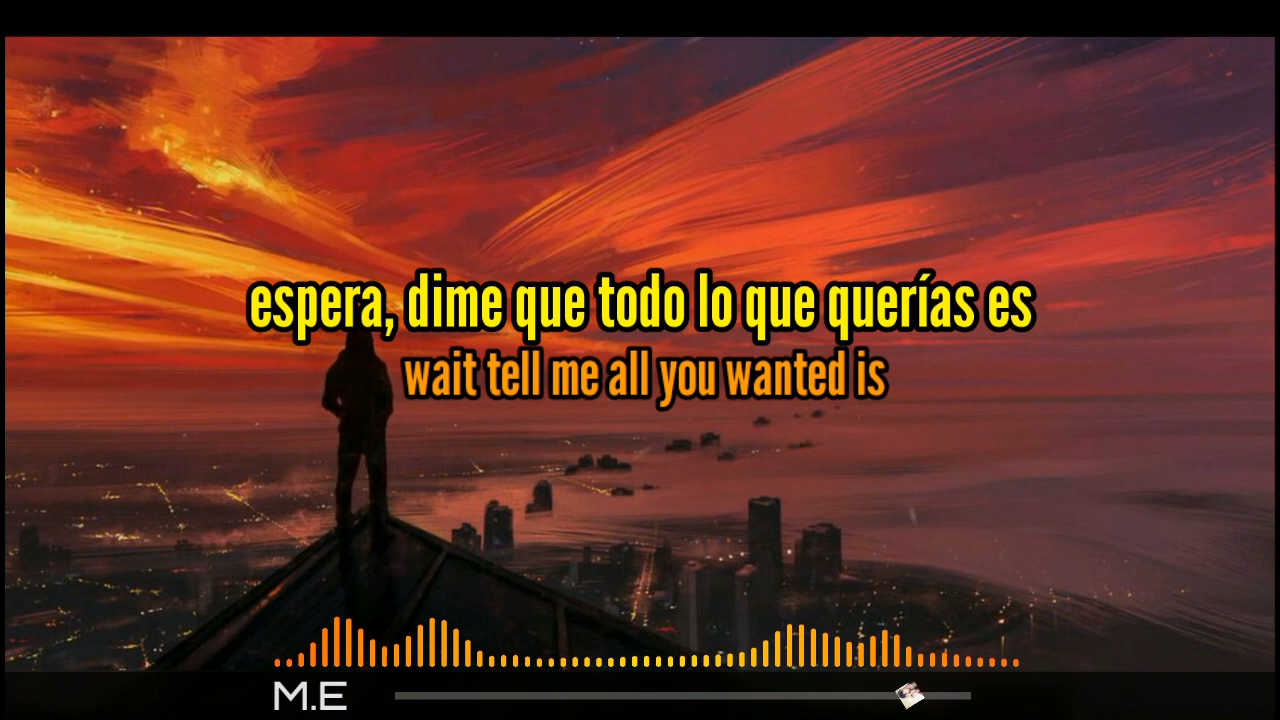 espera, dime que todo lo que querías es
wait tell me all you wanted is
M.E